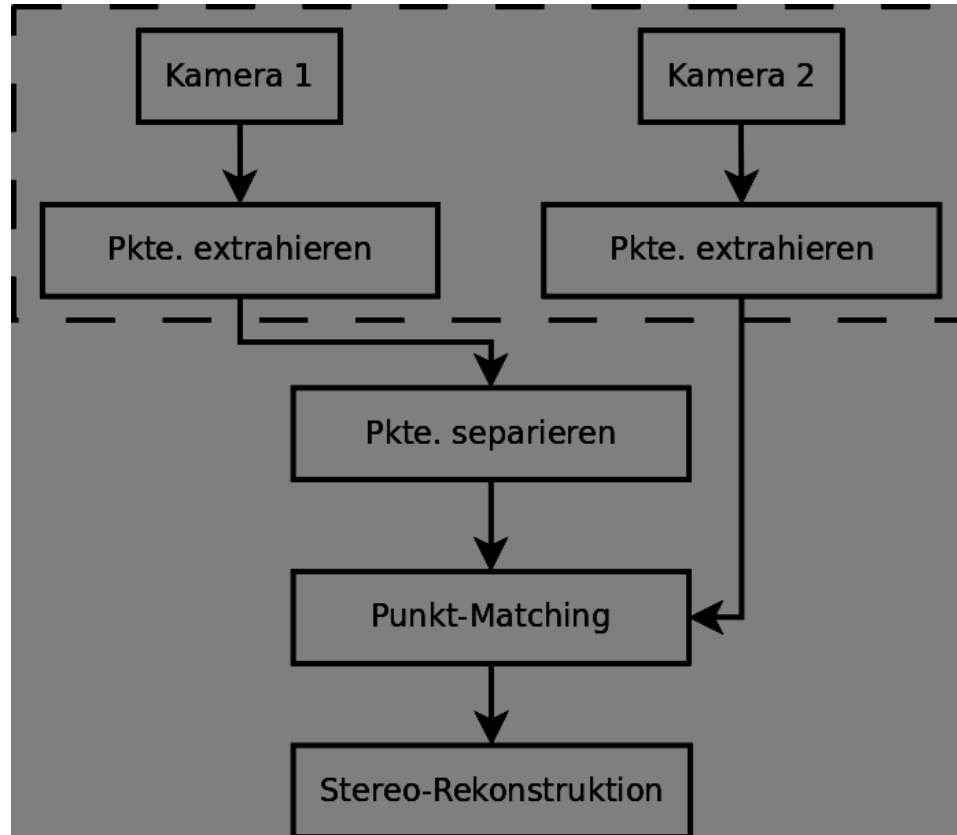 Kamera 1
Kamera 2
Pkte. extrahieren
Pkte. extrahieren
Pkte. separieren
Punkt-Matching
Stereo-Rekonstruktion